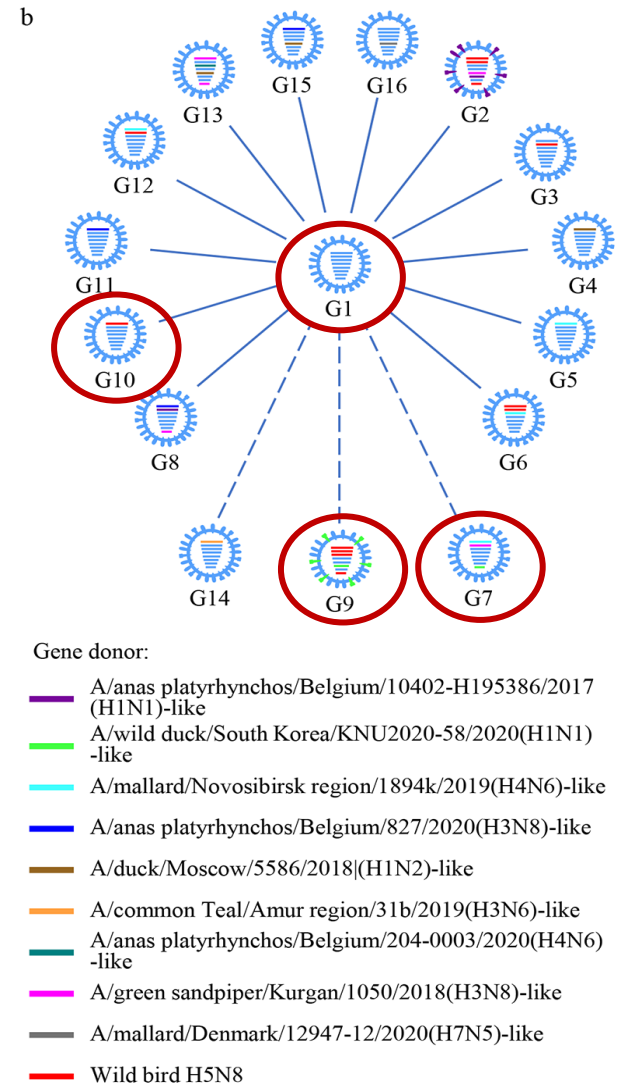 b
G15
G16
G13
G2
G12
G3
G11
G1
G4
G10
G5
G8
G6
G14
G9
G7
Gene donor:
A/anas platyrhynchos/Belgium/10402-H195386/2017
(H1N1)-like
A/wild duck/South Korea/KNU2020-58/2020(H1N1)
-like
A/mallard/Novosibirsk region/1894k/2019(H4N6)-like
A/anas platyrhynchos/Belgium/827/2020(H3N8)-like
A/duck/Moscow/5586/2018|(H1N2)-like
A/common Teal/Amur region/31b/2019(H3N6)-like
A/anas platyrhynchos/Belgium/204-0003/2020(H4N6)
-like
A/green sandpiper/Kurgan/1050/2018(H3N8)-like
A/mallard/Denmark/12947-12/2020(H7N5)-like
Wild bird H5N8